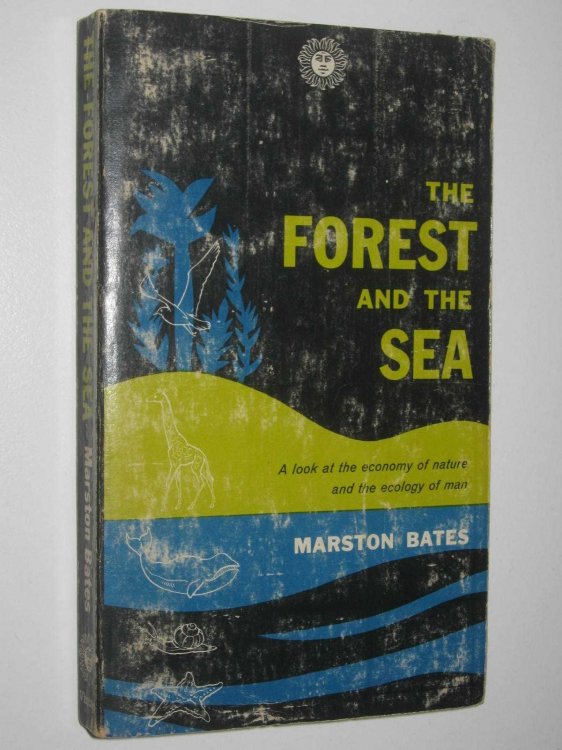 THE
FOREST
AND THE
SEA
A look at the economy of nature
and the ecology of man
MARSTON BATES
THE FOREST AND THE SEA Marston Bates